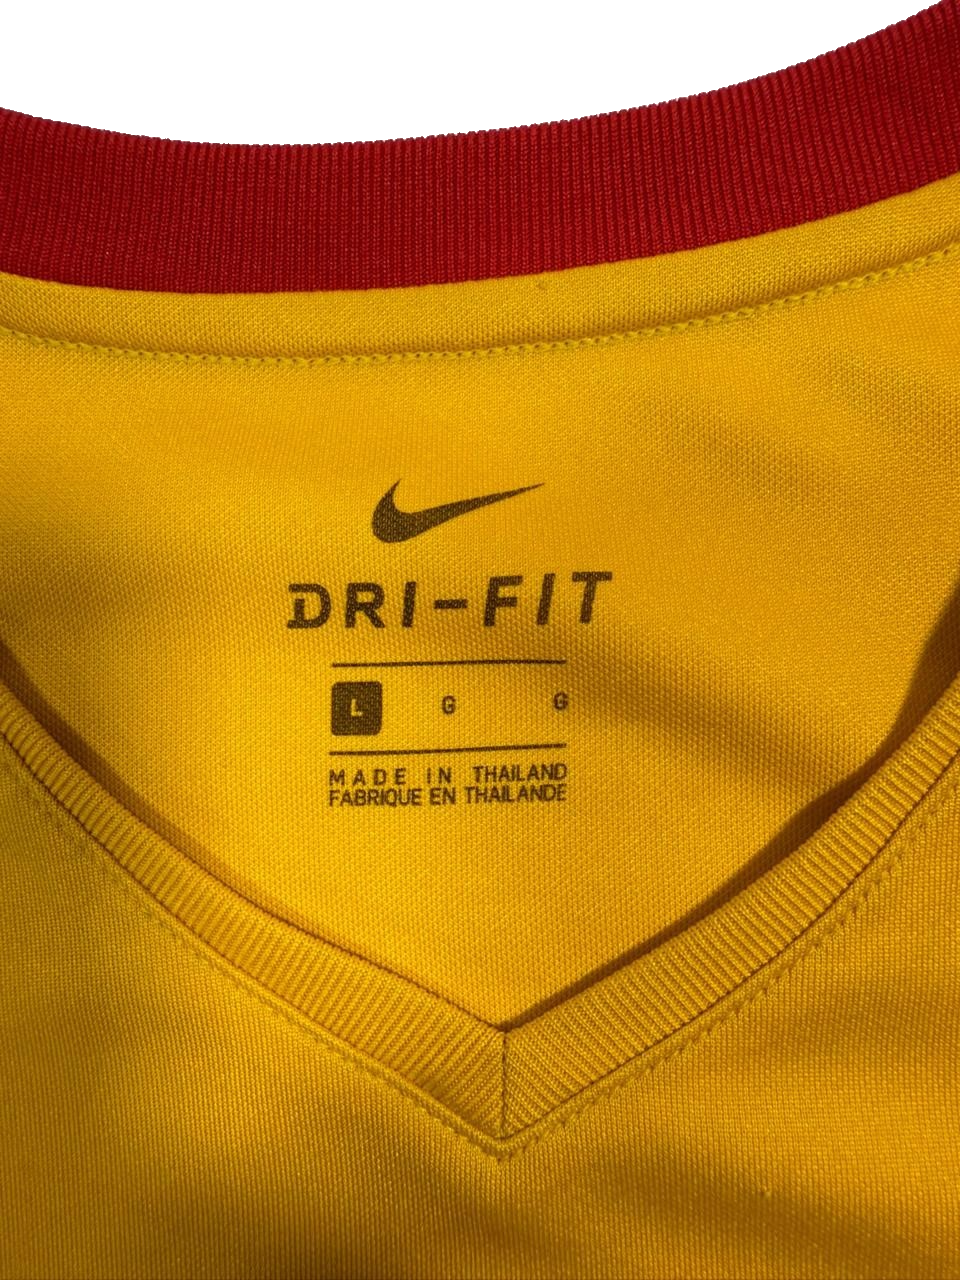 DRI-FIT
L G G
MADE IN THAILAND
FABRIQUE EN THAILANDE